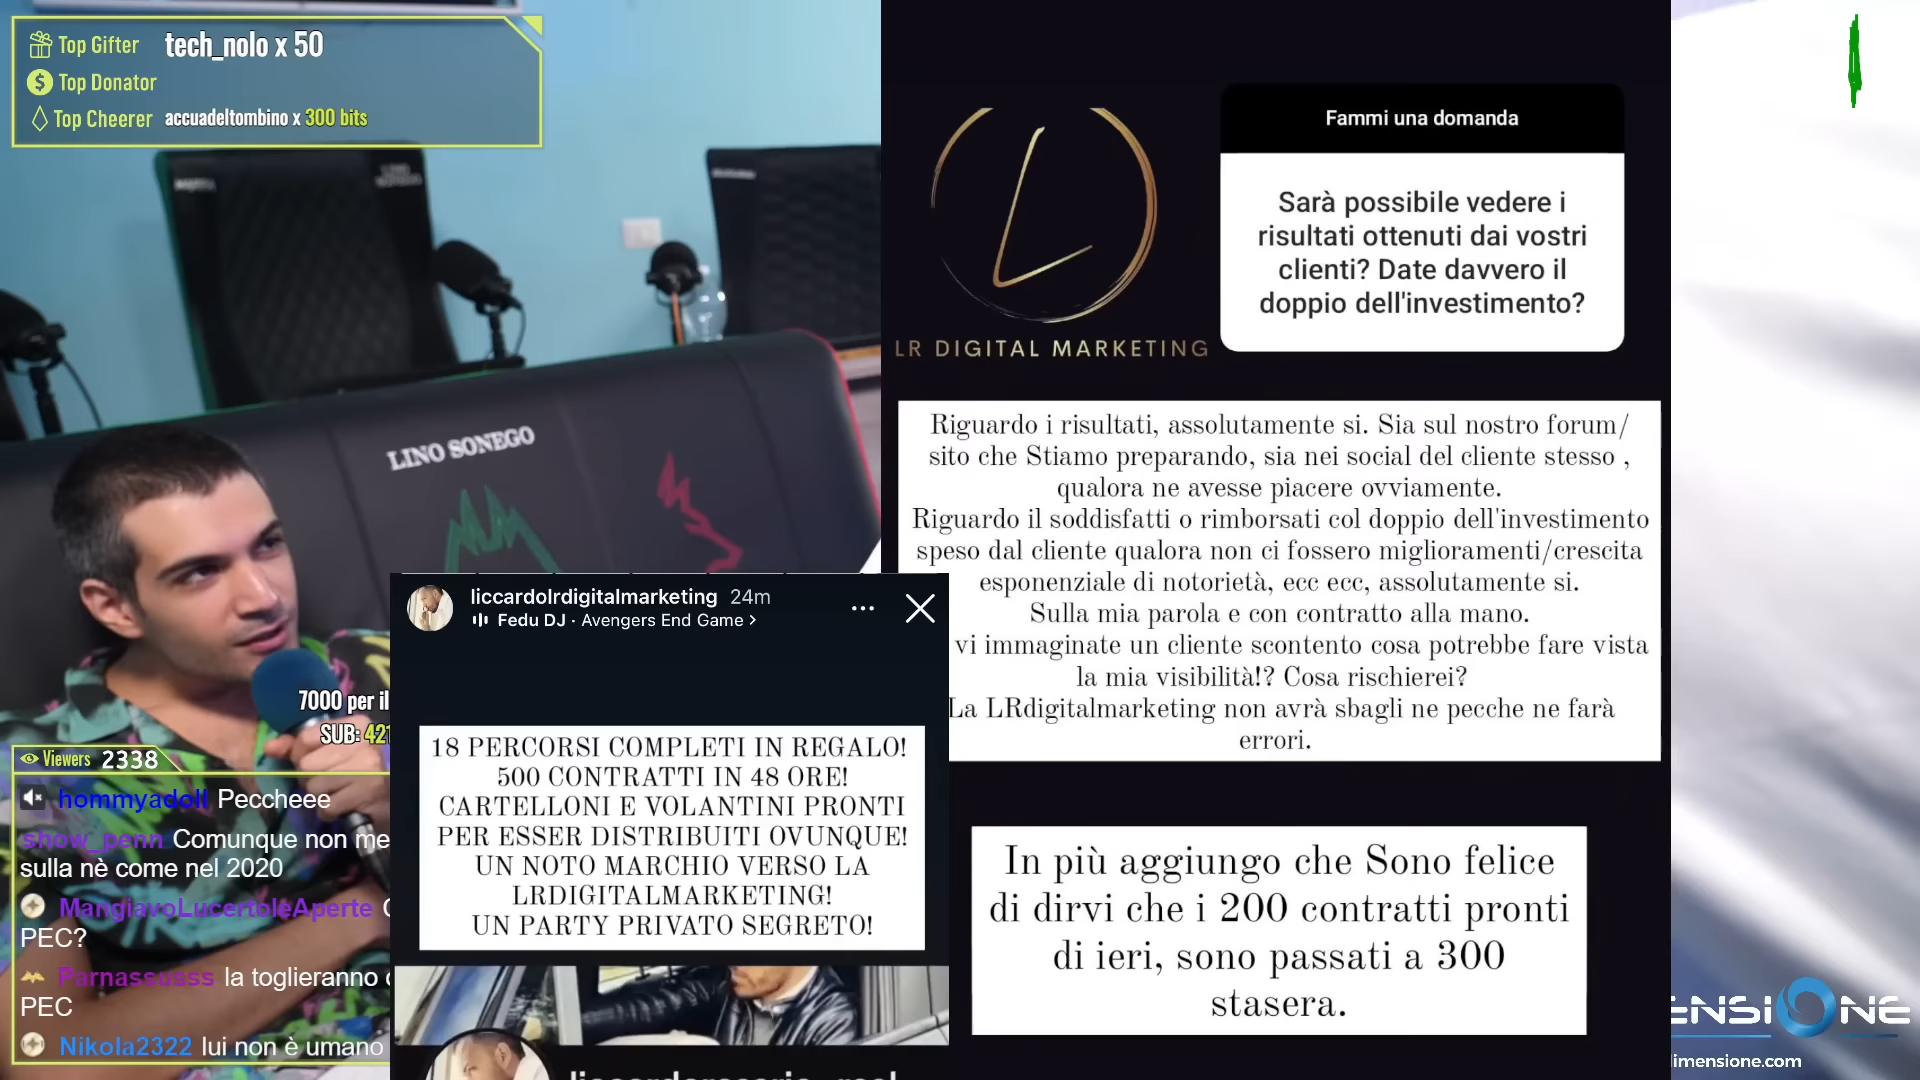 Top Gifter tech_nolo x 50
Top Donator
Top Cheerer accuadeltombino x 300 bits
LINO SONEGO
7000 per il
SUB: 421
Viewers 2338
hommyadoll Peccheee
show_penn Comunque non me
sulla nè come nel 2020
MangiavoLucertoleAperte
PEC?
Parnassusss la toglieranno
PEC
Nikola2322 lui non è umano
liccardolrdigitalmarketing 24m
Fedu DJ · Avengers End Game >
18 PERCORSI COMPLETI IN REGALO!
500 CONTRATTI IN 48 ORE!
CARTELLONI E VOLANTINI PRONTI
PER ESSER DISTRIBUITI OVUNQUE!
UN NOTO MARCHIO VERSO LA
LRDIGITALMARKETING!
UN PARTY PRIVATO SEGRETO!
LR DIGITAL MARKETING
Fammi una domanda
Sarà possibile vedere i
risultati ottenuti dai vostri
clienti? Date davvero il
doppio dell'investimento?
Riguardo i risultati, assolutamente si. Sia sul nostro forum/
sito che Stiamo preparando, sia nei social del cliente stesso ,
qualora ne avesse piacere ovviamente.
Riguardo il soddisfatti o rimborsati col doppio dell'investimento
speso dal cliente qualora non ci fossero miglioramenti/crescita
esponenziale di notorietà, ecc ecc, assolutamente si.
Sulla mia parola e con contratto alla mano.
vi immaginate un cliente scontento cosa potrebbe fare vista
la mia visibilità!? Cosa rischierei?
La LRdigitalmarketing non avrà sbagli ne pecche ne farà
errori.
In più aggiungo che Sono felice
di dirvi che i 200 contratti pronti
di ieri, sono passati a 300
stasera.
ENSIONE
dimensione.com